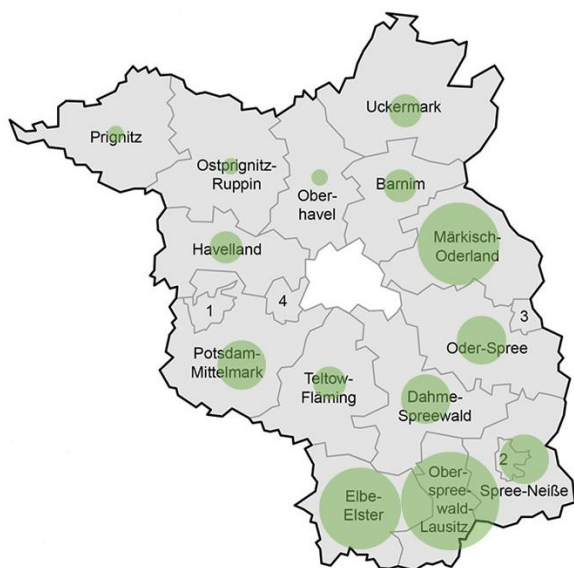 Uckermark
Prignitz
Ostprignitz-
Ruppin
Ober-
havel
Barnim
Havelland
Märkisch-
Oderland
1
4
3
Potsdam-
Mittelmark
Teltow-
Fläming
Oder-Spree
Dahme-
Spreewald
2
Spree-Neiße
Elbe-
Elster
Ober-
spree-
wald-
Lausitz